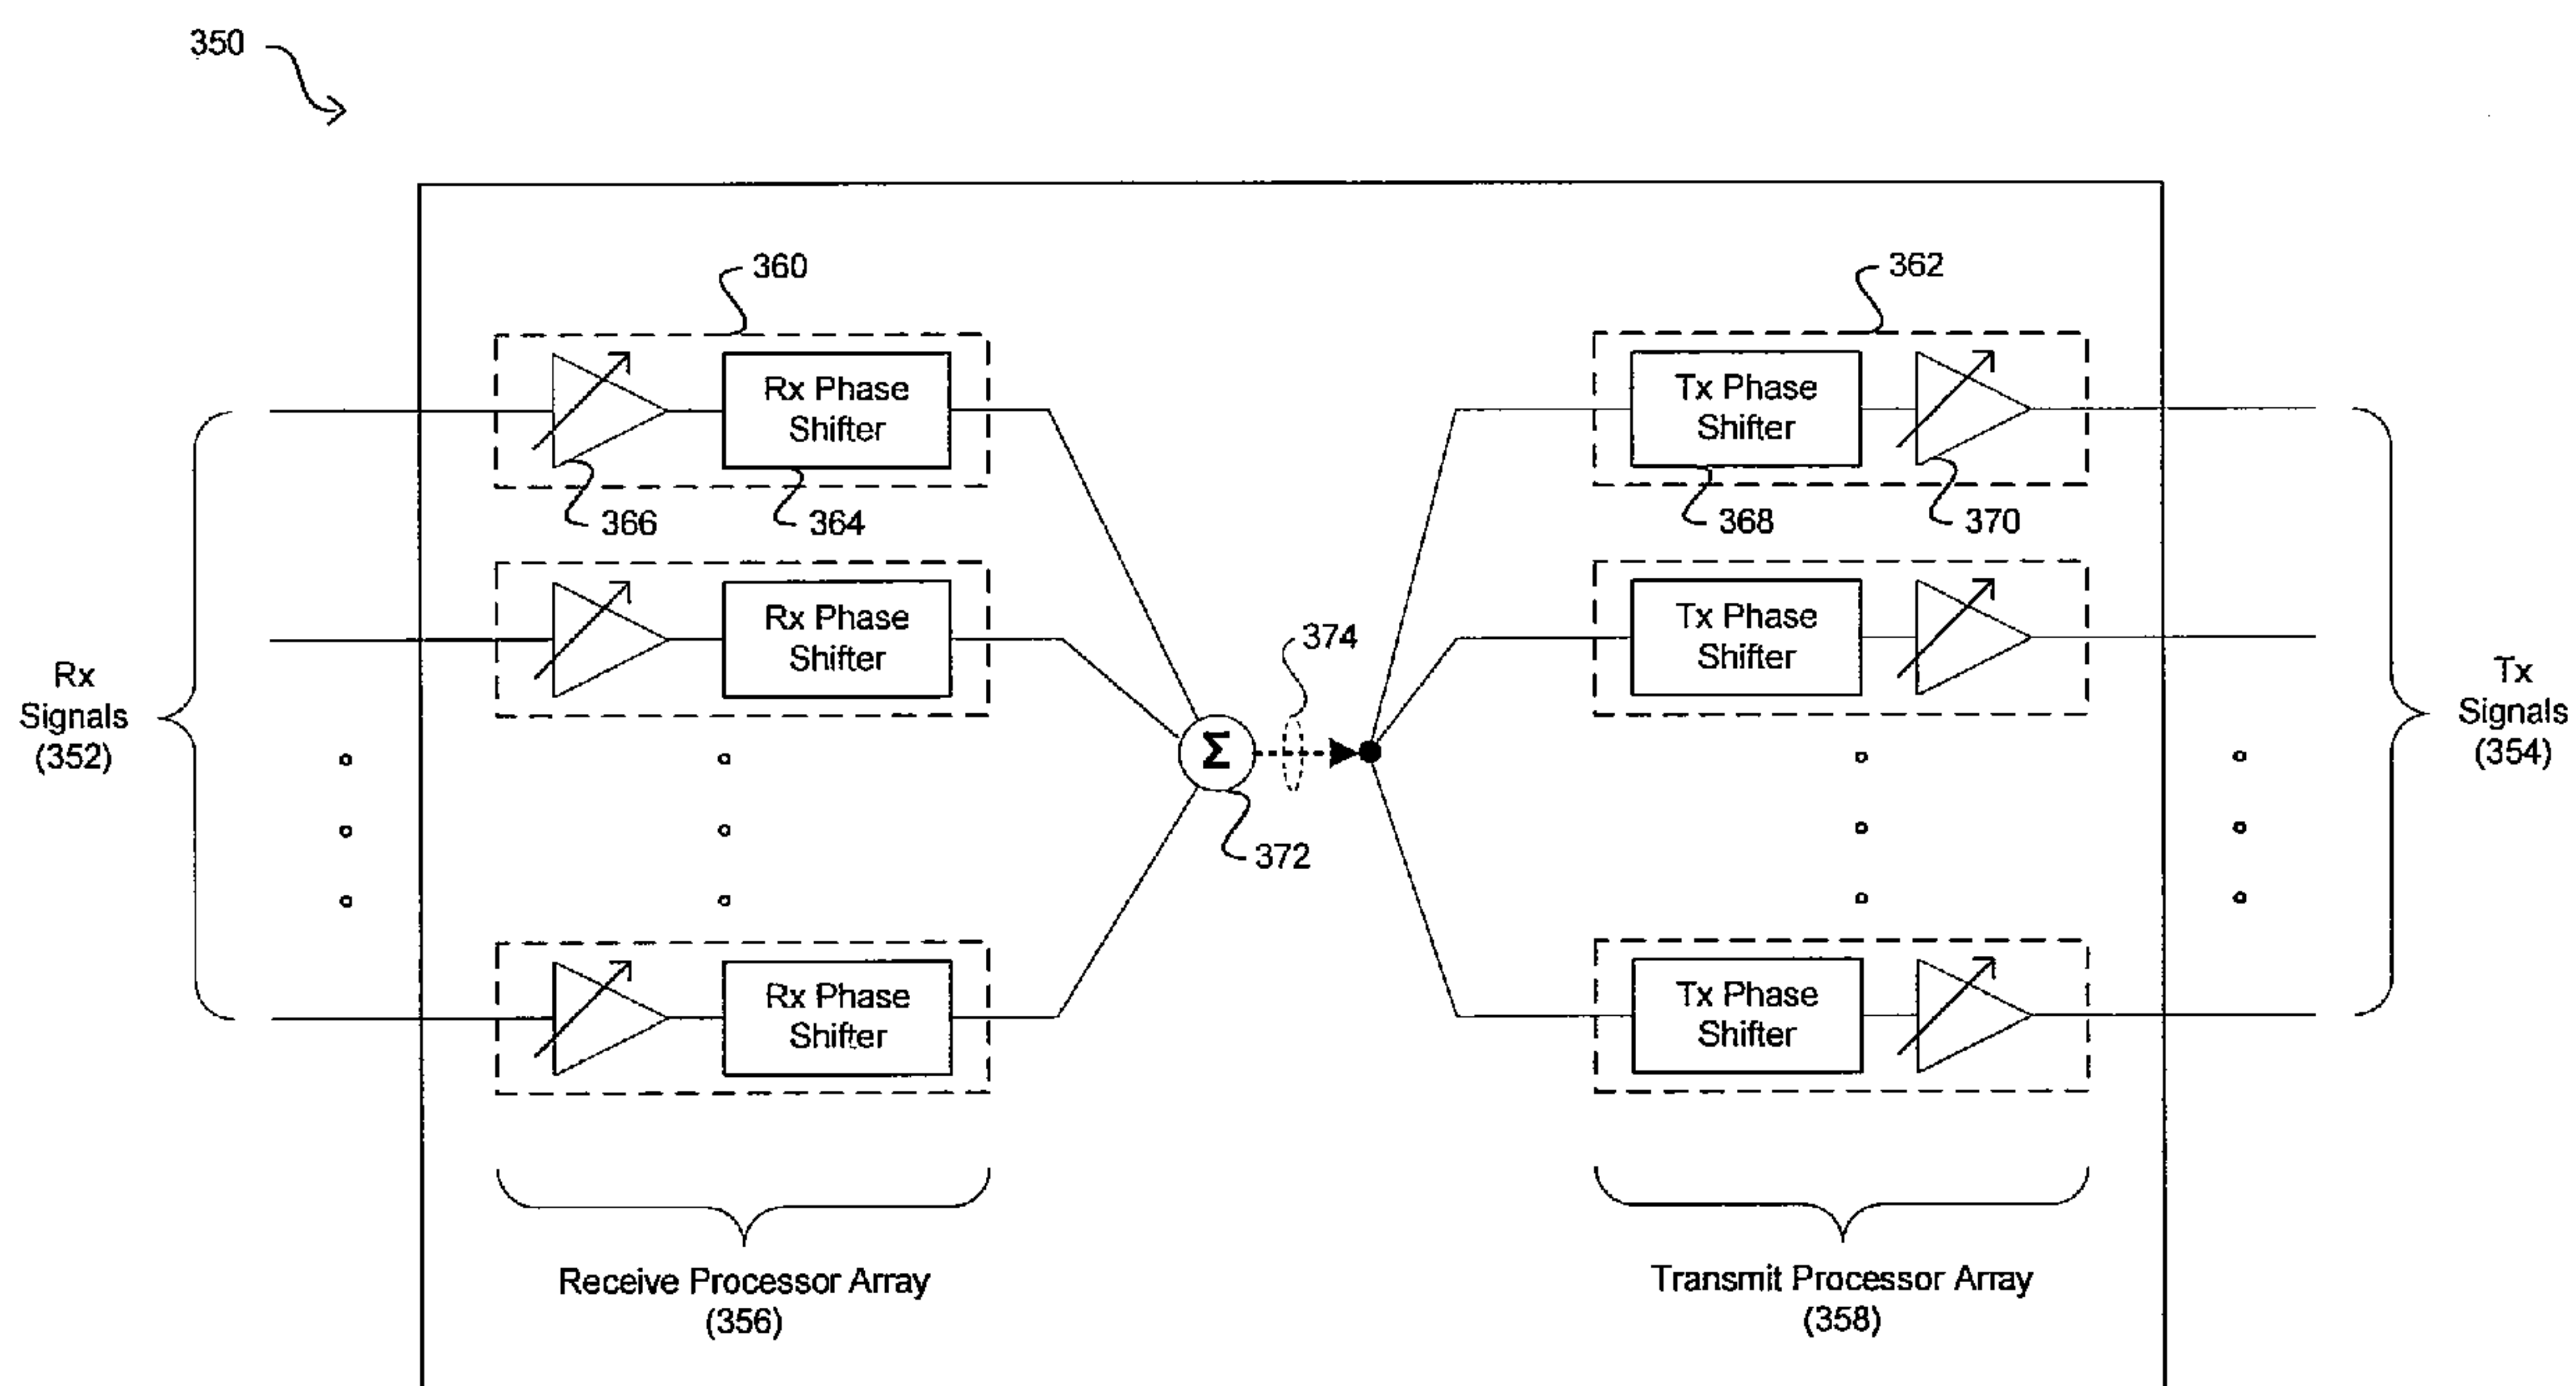 350
360
362
Rx Phase
Shifter
Tx Phase
Shifter
366
364
368
370
Rx Phase
Shifter
Tx Phase
Shifter
374
Rx
Signals
(352)
Σ
Tx
Signals
(354)
372
Rx Phase
Shifter
Tx Phase
Shifter
Receive Processor Array
(356)
Transmit Processor Array
(358)